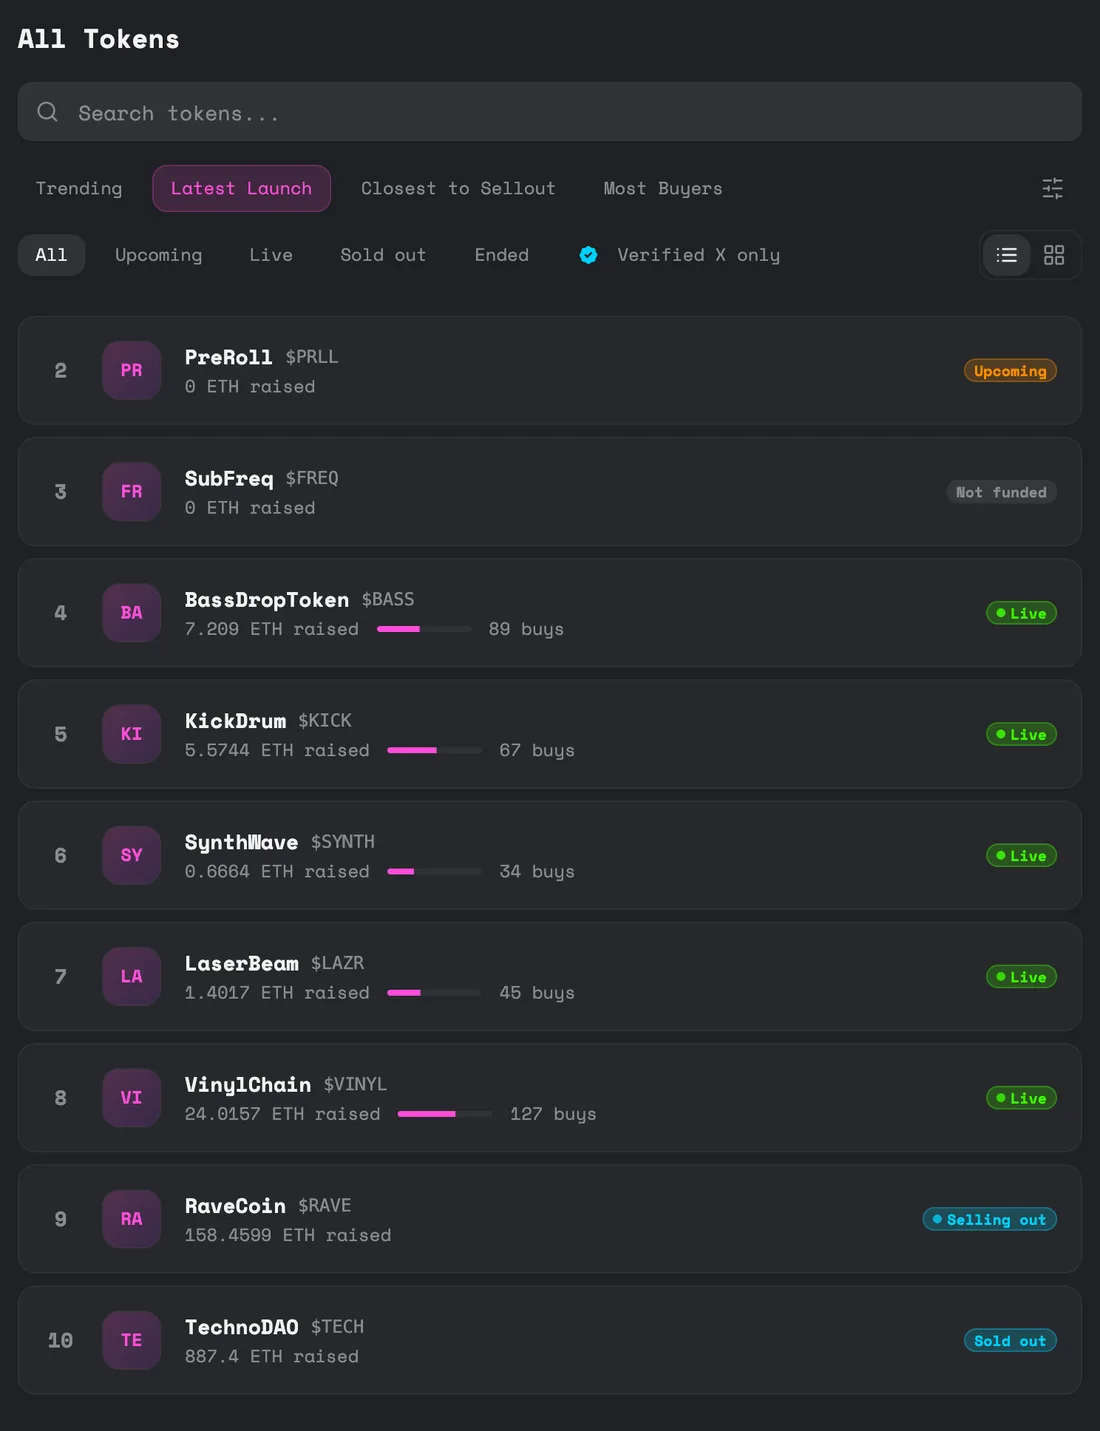 All Tokens
Search tokens...
Trending Latest Launch Closest to Sellout Most Buyers
All Upcoming Live Sold out Ended Verified X only
2 PR PreRoll $PRLL
0 ETH raised
Upcoming
3 FR SubFreq $FREQ
0 ETH raised
Not funded
4 BA BassDropToken $BASS
7.209 ETH raised 89 buys
Live
5 KI KickDrum $KICK
5.5744 ETH raised 67 buys
Live
6 SY SynthWave $SYNTH
0.6664 ETH raised 34 buys
Live
7 LA LaserBeam $LAZR
1.4017 ETH raised 45 buys
Live
8 VI VinylChain $VINYL
24.0157 ETH raised 127 buys
Live
9 RA RaveCoin $RAVE
158.4599 ETH raised
Selling out
10 TE TechnoDAO $TECH
887.4 ETH raised
Sold out